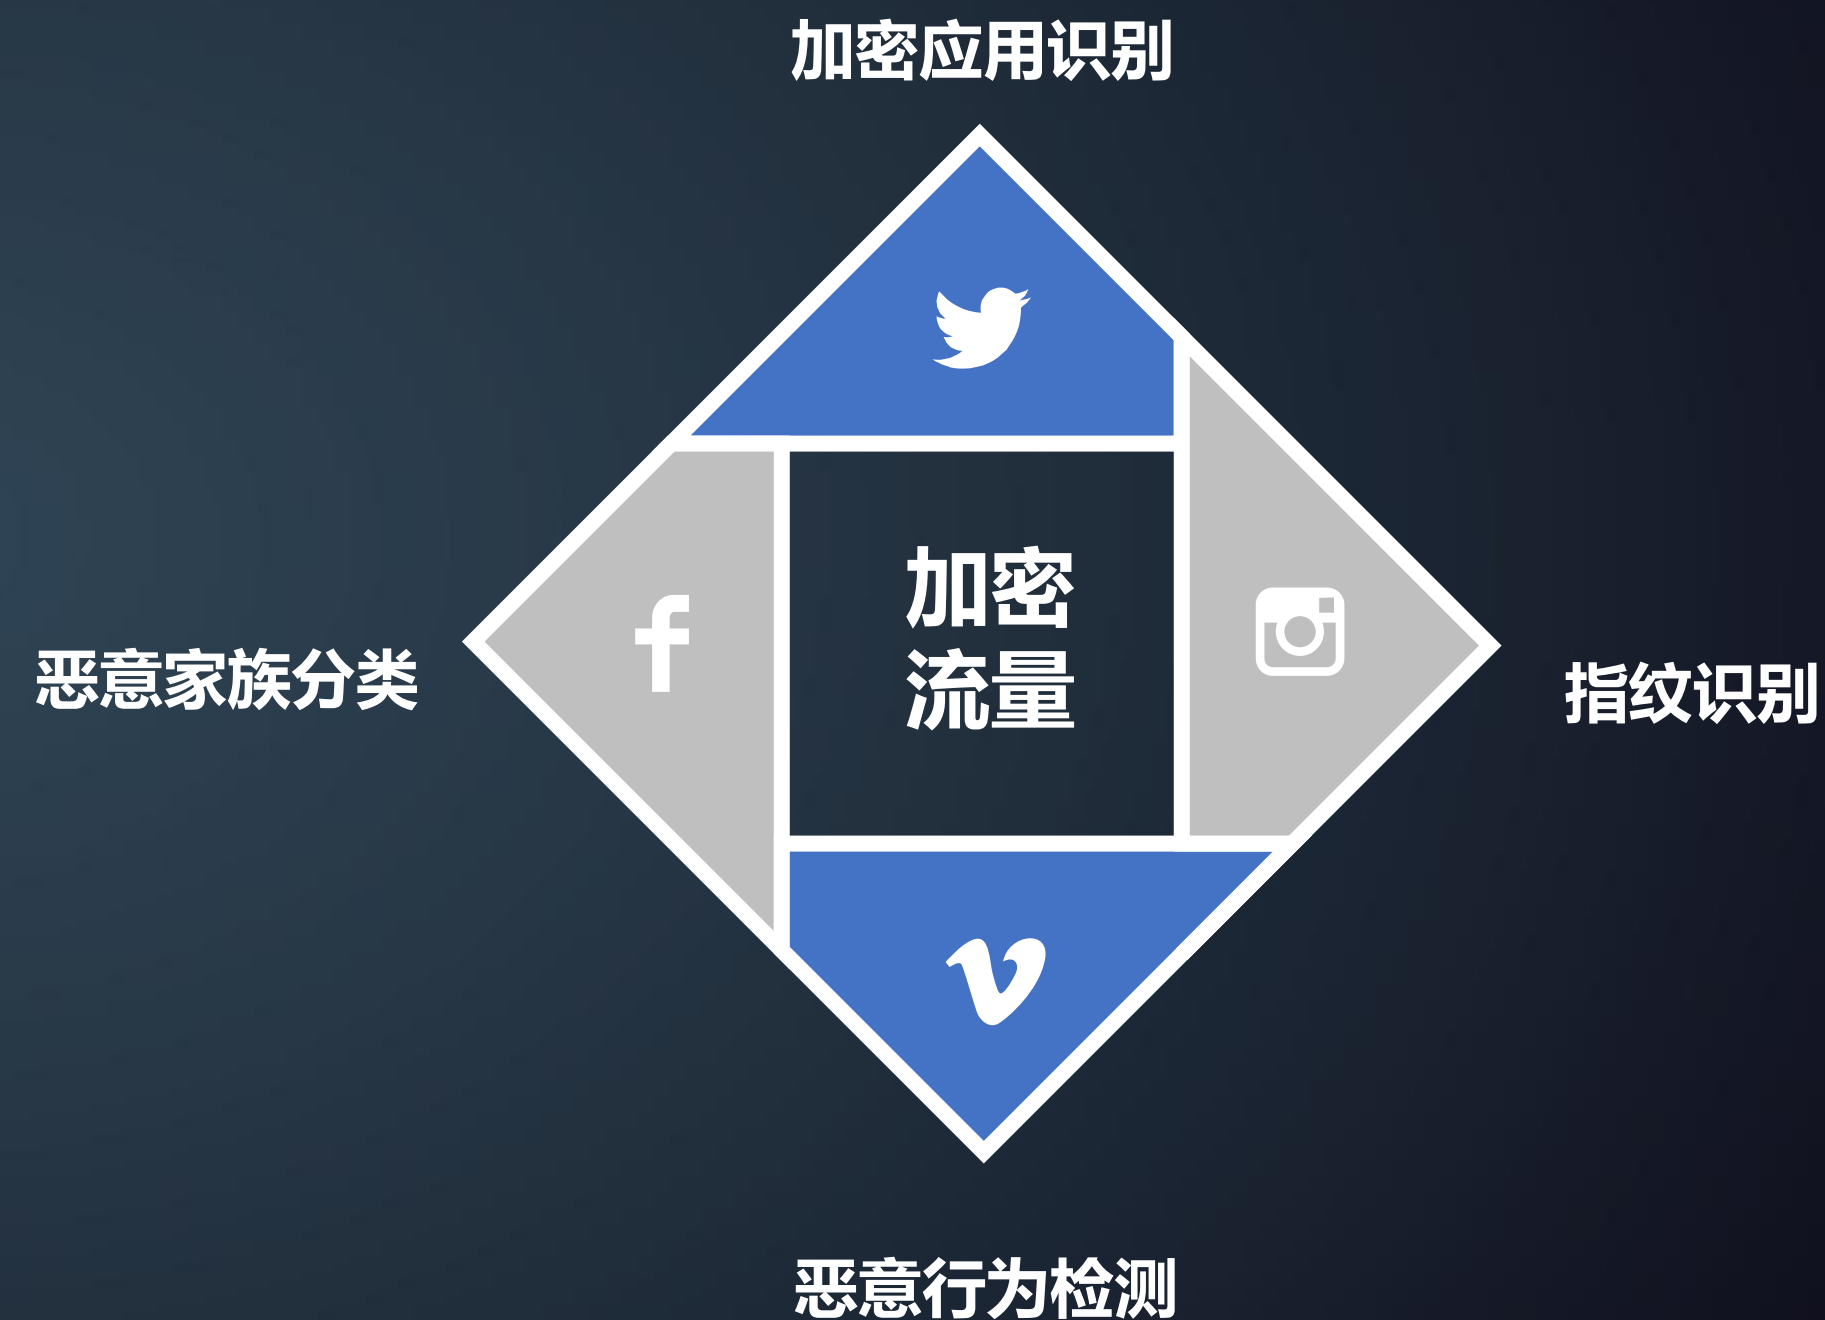 加密应用识别
加密
流量
恶意家族分类
指纹识别
恶意行为检测